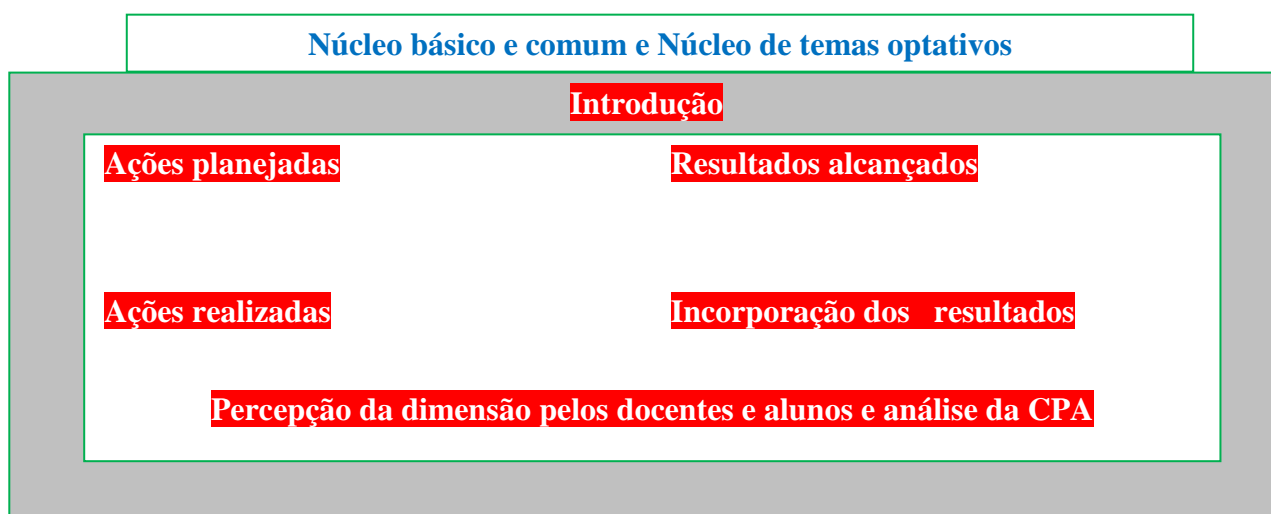 Núcleo básico e comum e Núcleo de temas optativos
Introdução
Ações planejadas
Resultados alcançados
Ações realizadas
Incorporação dos resultados
Percepção da dimensão pelos docentes e alunos e análise da CPA